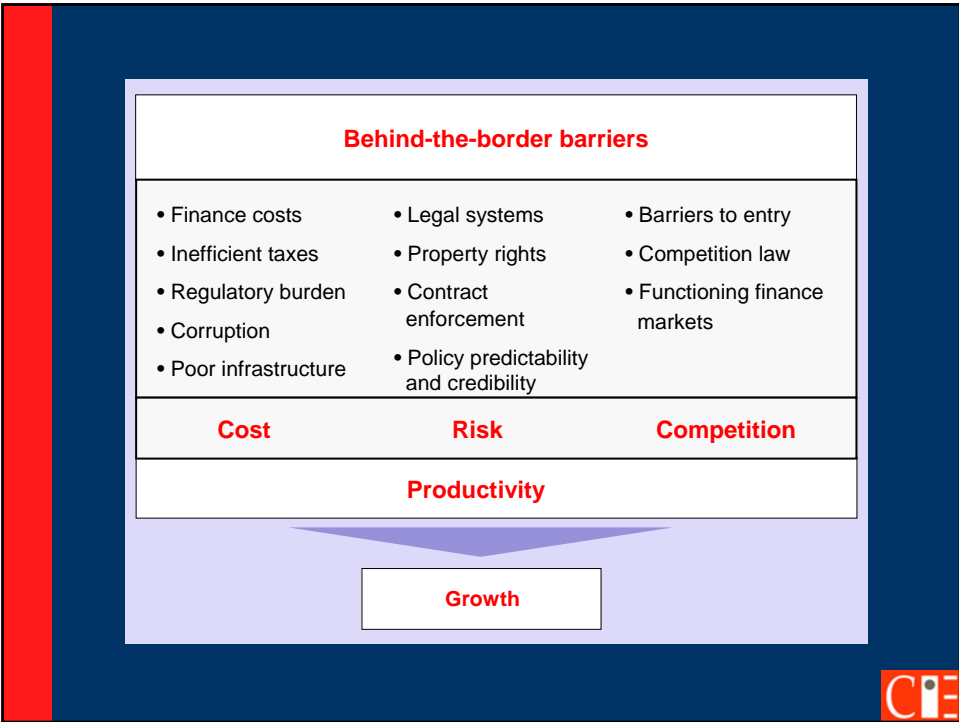 Behind-the-border barriers
• Finance costs
• Inefficient taxes
• Regulatory burden
• Corruption
• Poor infrastructure
• Legal systems
• Property rights
• Contract
enforcement
• Policy predictability
and credibility
• Barriers to entry
• Competition law
• Functioning finance
markets
Cost
Risk
Competition
Productivity
Growth
CIE